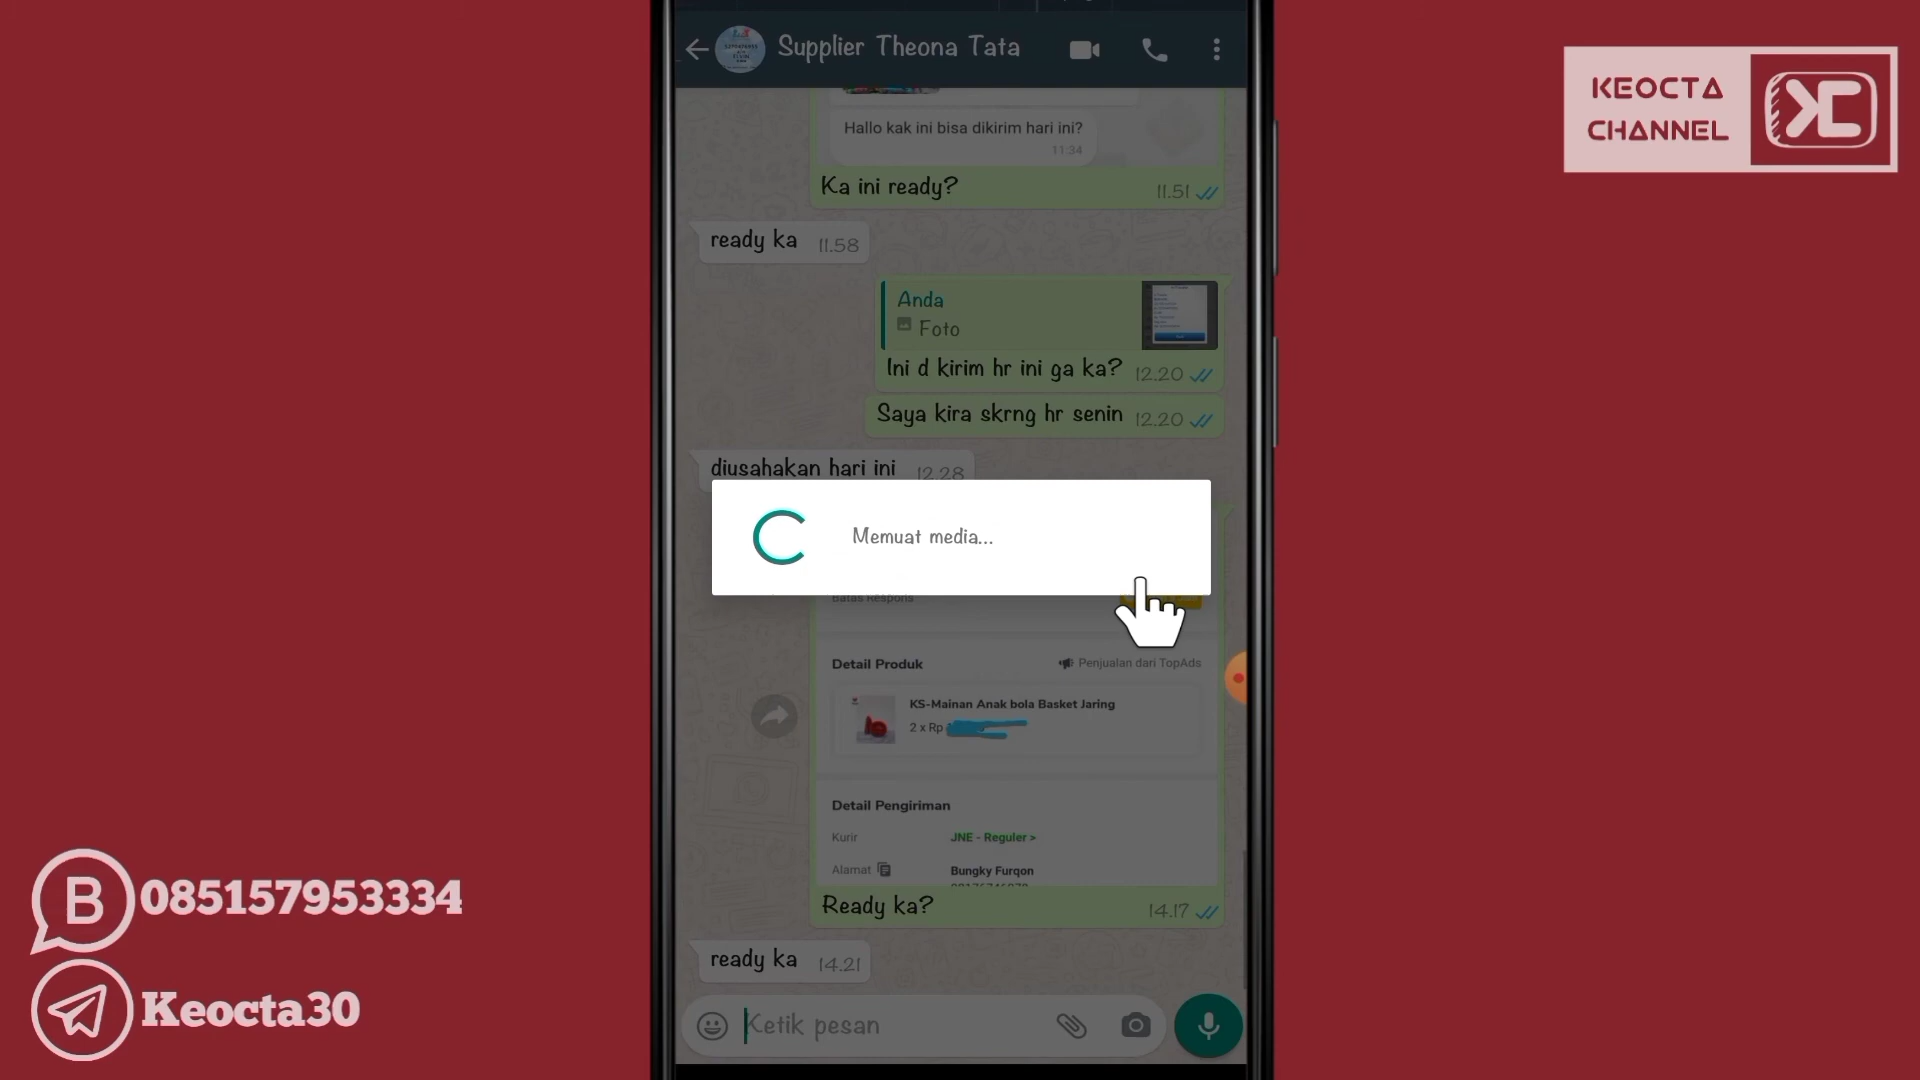 Supplier Theona Tata
KEOCTA
CHANNEL
KC
Hallo kak ini bisa dikirim hari ini?
11:34
Ka ini ready?
11.51
ready ka
11.58
Anda
Foto
Ini d kirim hr ini ga ka?
12.20
Saya kira skrng hr senin
12.20
diusahakan hari ini
12.28
Memuat media...
Batas Respons
Detail Produk
Penjualan dari TopAds
KS-Mainan Anak bola Basket Jaring
2 x Rp
Detail Pengiriman
Kurir
JNE - Reguler >
Alamat
Bungky Furqon
Ready ka?
14.17
ready ka
14.21
Ketik pesan
B
085157953334
Keocta30